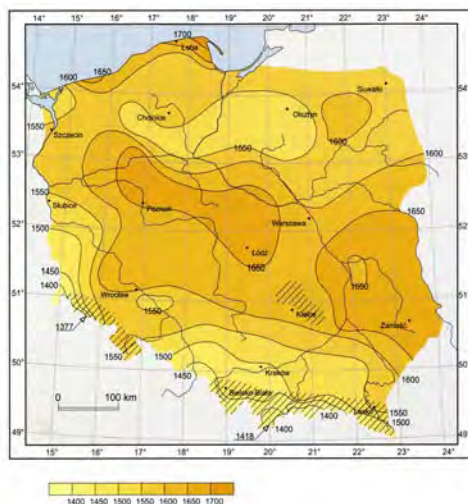 14° 15° 16° 17° 18° 19° 20° 21° 22° 23° 24°
1700
Łeba
1650
1600
54°
54°
Suwałki
1550
Chojnice
Olsztyn
1600
Szczecin
1550
53°
53°
1600
1550
1650
Słubice
Poznań
Warszawa
52°
52°
1500
Łódź
1650
1450
1650
1400
Wrocław
51°
51°
1550
Kielce
Zamość
1377
1550
1500
50°
50°
1450
Kraków
1600
0 100 km
Bielsko-Biała
1400
1400
Lesko
1550
1500
49°
49°
1418
15° 16° 17° 18° 19° 20° 21° 22° 23°
1400 1450 1500 1550 1600 1650 1700